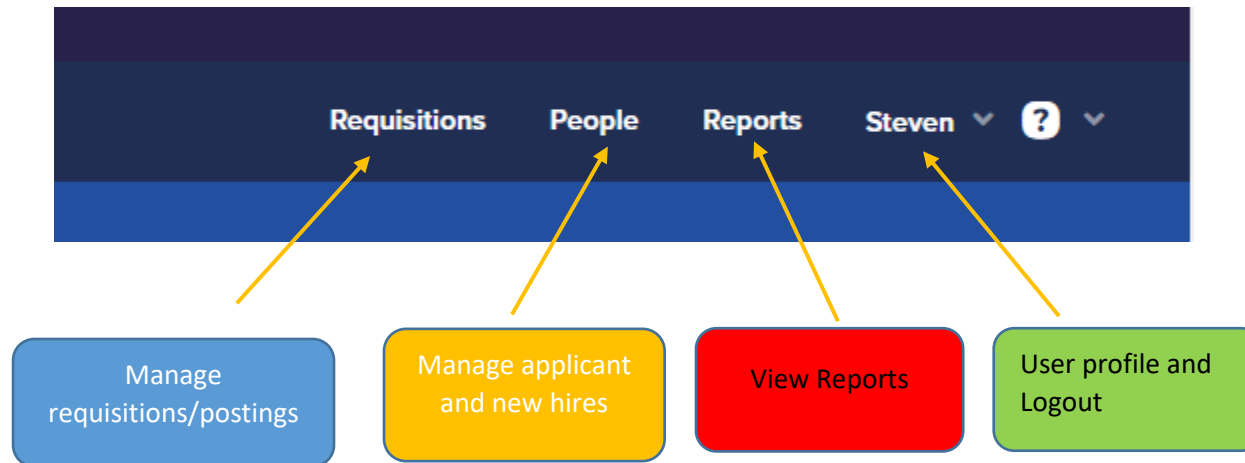 Requisitions People Reports Steven ?
Manage
requisitions/postings
Manage applicant
and new hires
View Reports
User profile and
Logout